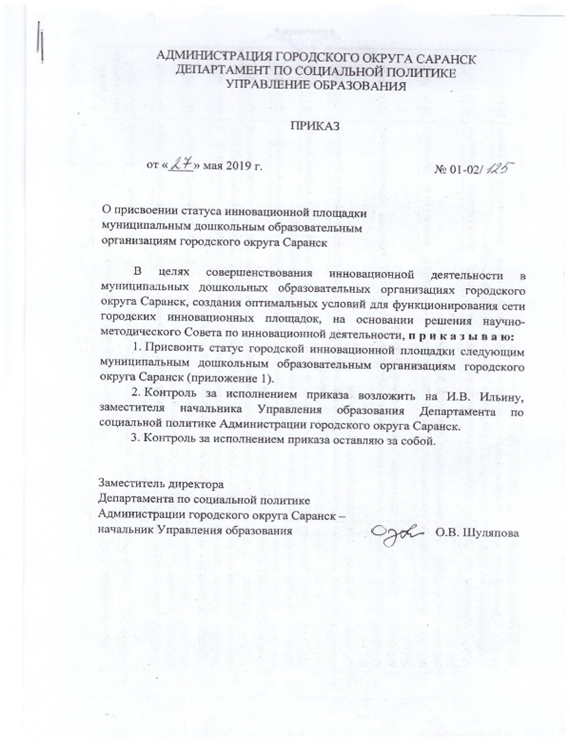 АДМИНИСТРАЦИЯ ГОРОДСКОГО ОКРУГА САРАНСК
ДЕПАРТАМЕНТ ПО СОЦИАЛЬНОЙ ПОЛИТИКЕ
УПРАВЛЕНИЕ ОБРАЗОВАНИЯ
ПРИКАЗ
от «27» мая 2019 г. № 01-02/125
О присвоении статуса инновационной площадки
муниципальным дошкольным образовательным
организациям городского округа Саранск
В целях совершенствования инновационной деятельности в
муниципальных дошкольных образовательных организациях городского
округа Саранск, создания оптимальных условий для функционирования сети
городских инновационных площадок, на основании решения научно-
методического Совета по инновационной деятельности, п р и к а з ы в а ю:
1. Присвоить статус городской инновационной площадки следующим
муниципальным дошкольным образовательным организациям городского
округа Саранск (приложение 1).
2. Контроль за исполнением приказа возложить на И.В. Ильину,
заместителя начальника Управления образования Департамента по
социальной политике Администрации городского округа Саранск.
3. Контроль за исполнением приказа оставляю за собой.
Заместитель директора
Департамента по социальной политике
Администрации городского округа Саранск –
начальник Управления образования О.В. Шуляпова